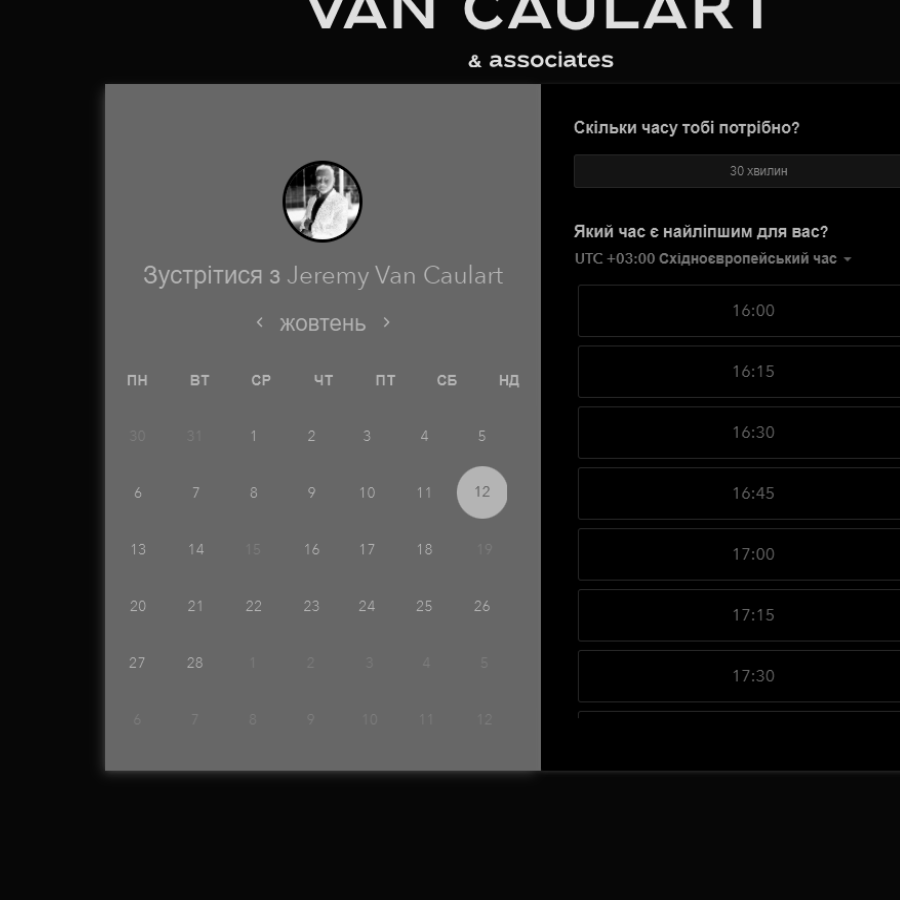 VAN CAULART
& associates
Зустрітися з Jeremy Van Caulart
жовтень
ПН ВТ СР ЧТ ПТ СБ НД
30 31 1 2 3 4 5
6 7 8 9 10 11 12
13 14 15 16 17 18 19
20 21 22 23 24 25 26
27 28 1 2 3 4 5
6 7 8 9 10 11 12
Скільки часу тобі потрібно?
30 хвилин
Який час є найліпшим для вас?
UTC +03:00 Східноєвропейський час
16:00
16:15
16:30
16:45
17:00
17:15
17:30